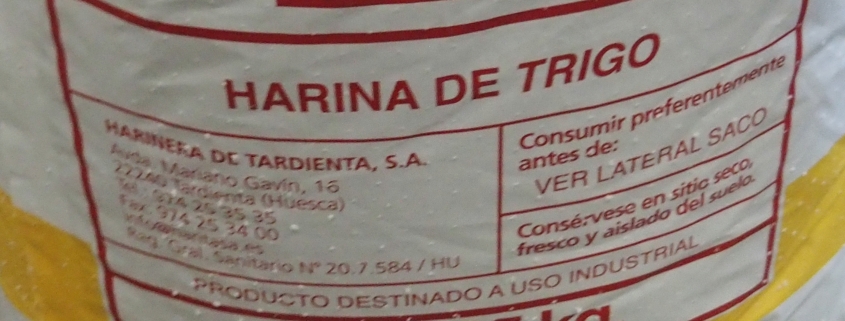 HARINA DE TRIGO
HARINERA DE TARDIENTA, S.A.
Avda. Mariano Gavín, 16
22240 Tardienta (Huesca)
Tel. 974 25 35 35
Fax 974 25 34 00
Rag. Gral. Sanitario Nº 20.7.584 / HU
Consumir preferentemente
antes de:
VER LATERAL SACO
Consérvese en sitio seco,
fresco y aislado del suelo.
PRODUCTO DESTINADO A USO INDUSTRIAL
kg